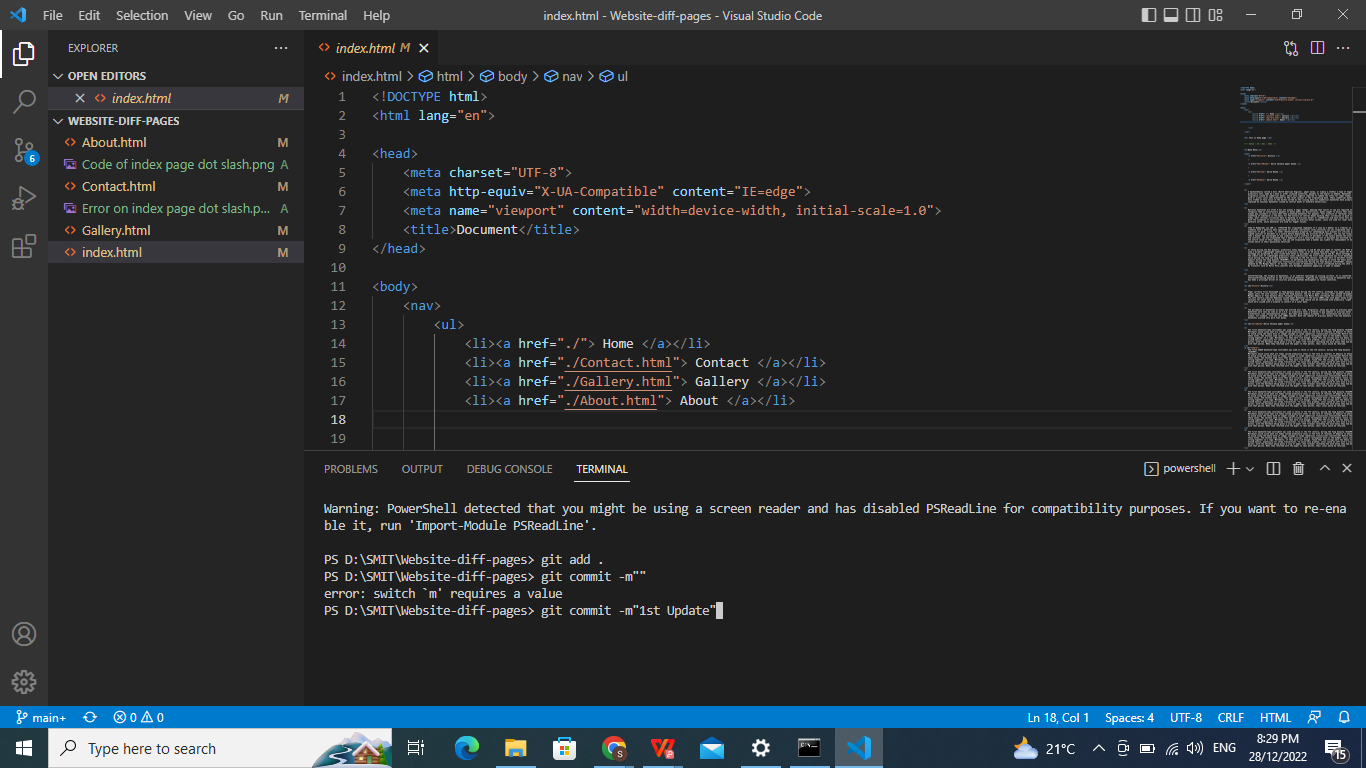 File Edit Selection View Go Run Terminal Help
index.html - Website-diff-pages - Visual Studio Code
EXPLORER
OPEN EDITORS
index.html M
WEBSITE-DIFF-PAGES
About.html M
Code of index page dot slash.png A
Contact.html M
Error on index page dot slash.p... A
Gallery.html M
index.html M
6
index.html M
index.html > html > body > nav > ul
1 <!DOCTYPE html>
2 <html lang="en">
3
4 <head>
5 <meta charset="UTF-8">
6 <meta http-equiv="X-UA-Compatible" content="IE=edge">
7 <meta name="viewport" content="width=device-width, initial-scale=1.0">
8 <title>Document</title>
9 </head>
10
11 <body>
12 <nav>
13 <ul>
14 <li><a href="./"> Home </a></li>
15 <li><a href="./Contact.html"> Contact </a></li>
16 <li><a href="./Gallery.html"> Gallery </a></li>
17 <li><a href="./About.html"> About </a></li>
18
19
PROBLEMS OUTPUT DEBUG CONSOLE TERMINAL
powershell
Warning: PowerShell detected that you might be using a screen reader and has disabled PSReadLine for compatibility purposes. If you want to re-ena
ble it, run 'Import-Module PSReadLine'.
PS D:\SMIT\Website-diff-pages> git add .
PS D:\SMIT\Website-diff-pages> git commit -m""
error: switch `m' requires a value
PS D:\SMIT\Website-diff-pages> git commit -m"1st Update"
main+ 0 0
Ln 18, Col 1 Spaces: 4 UTF-8 CRLF HTML
Type here to search
21°C
ENG
8:29 PM
28/12/2022
15